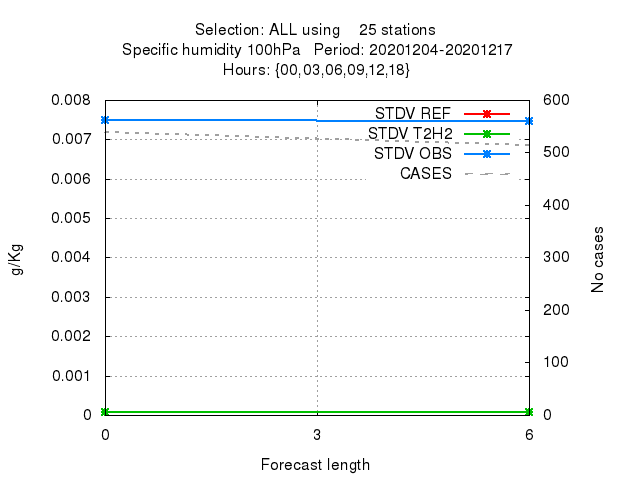 Selection: ALL using 25 stations
Specific humidity 100hPa Period: 20201204-20201217
Hours: {00,03,06,09,12,18}
0.008
0.007
0.006
0.005
0.004
0.003
0.002
0.001
0
g/Kg
STDV REF
STDV T2H2
STDV OBS
CASES
600
500
400
300
200
100
0
No cases
0 3 6
Forecast length